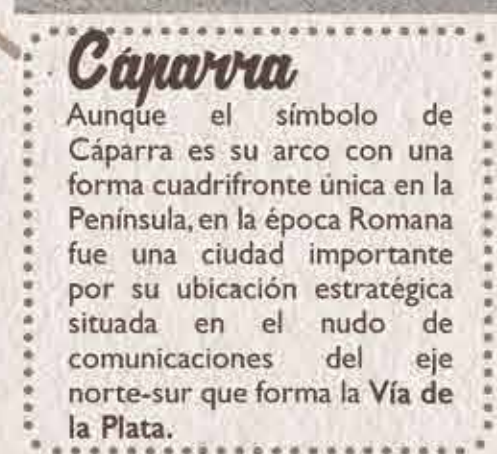 Cáparra
Aunque el símbolo de
Cáparra es su arco con una
forma cuadrifronte única en la
Península, en la época Romana
fue una ciudad importante
por su ubicación estratégica
situada en el nudo de
comunicaciones del eje
norte-sur que forma la Vía de
la Plata.